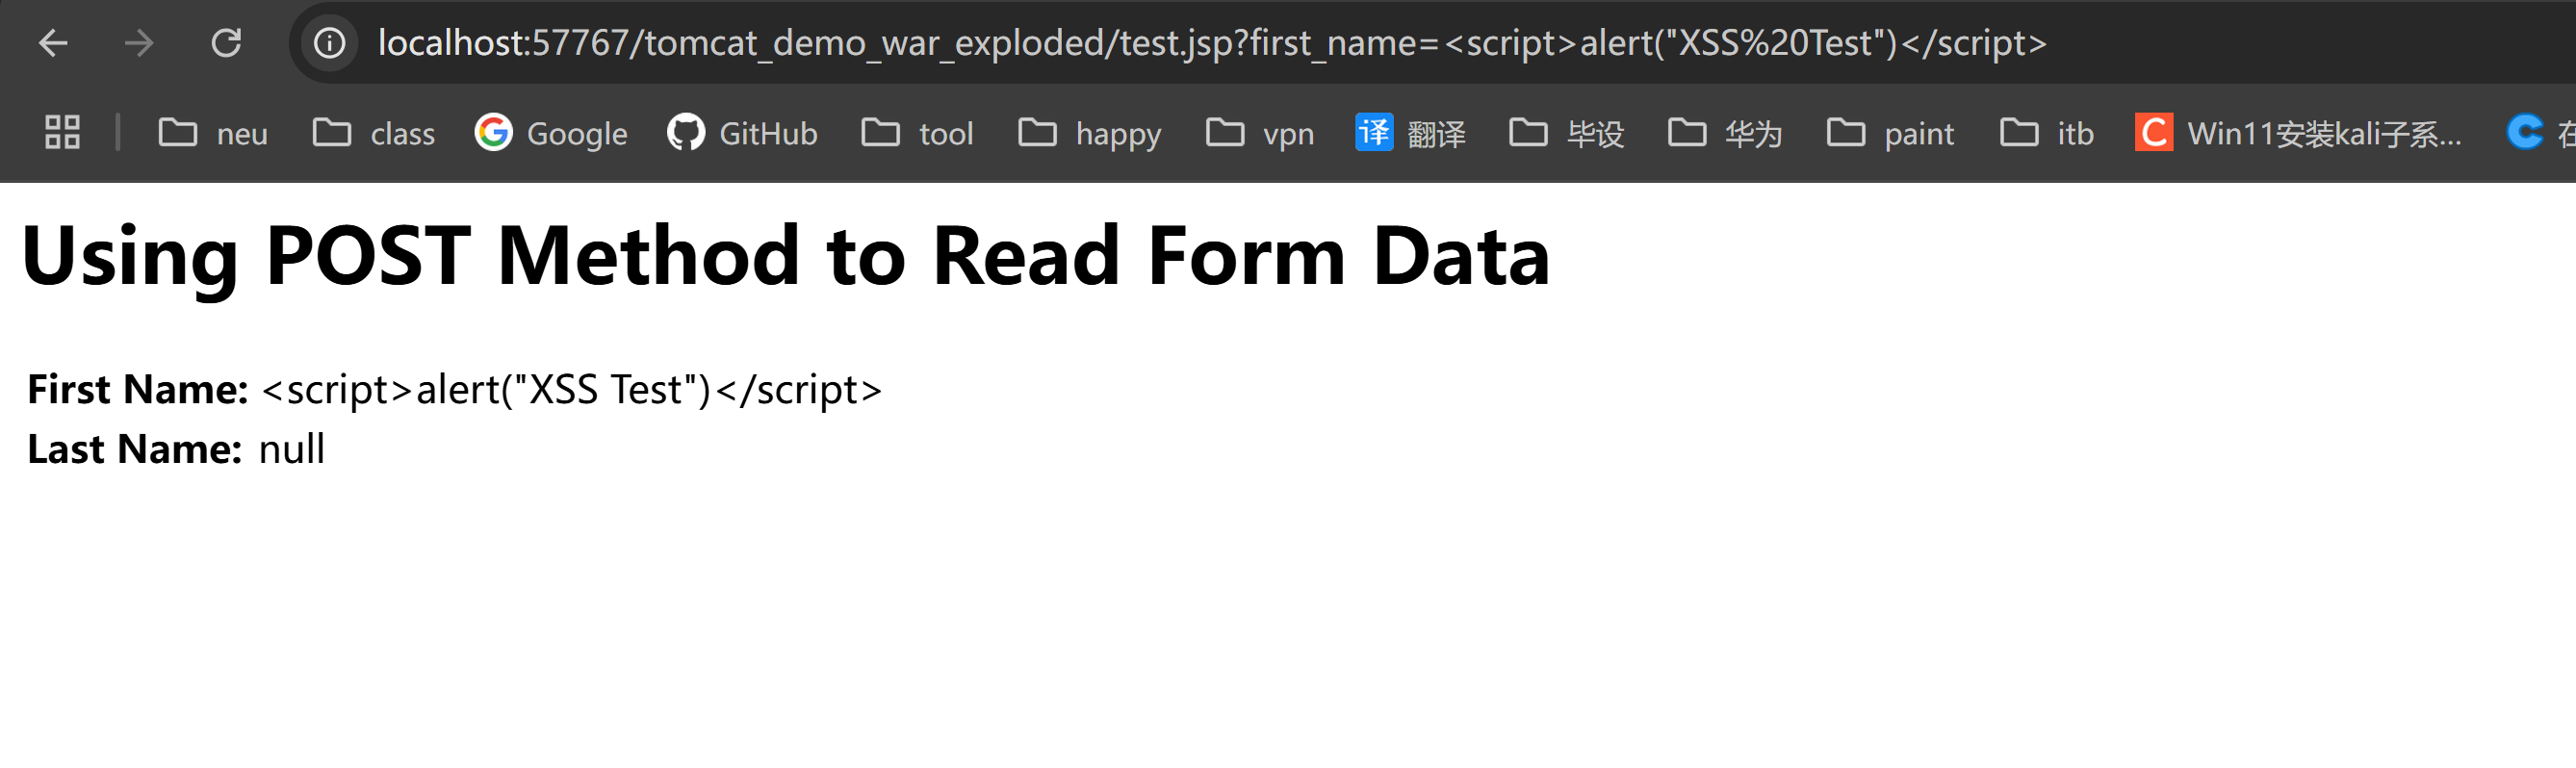 localhost:57767/tomcat_demo_war_exploded/test.jsp?first_name=<script>alert("XSS%20Test")</script>
neu class Google GitHub tool happy vpn 译 翻译 毕设 华为 paint itb C Win11安装kali子系... 在
Using POST Method to Read Form Data
First Name: <script>alert("XSS Test")</script>
Last Name: null